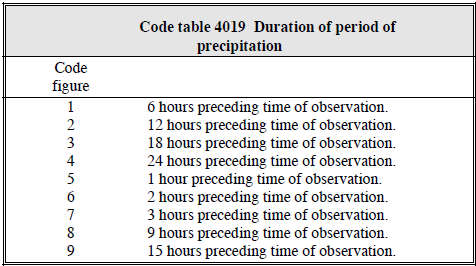 Code table 4019  Duration of period of
precipitation
Code
figure
1 6 hours preceding time of observation.
2 12 hours preceding time of observation.
3 18 hours preceding time of observation.
4 24 hours preceding time of observation.
5 1 hour preceding time of observation.
6 2 hours preceding time of observation.
7 3 hours preceding time of observation.
8 9 hours preceding time of observation.
9 15 hours preceding time of observation.